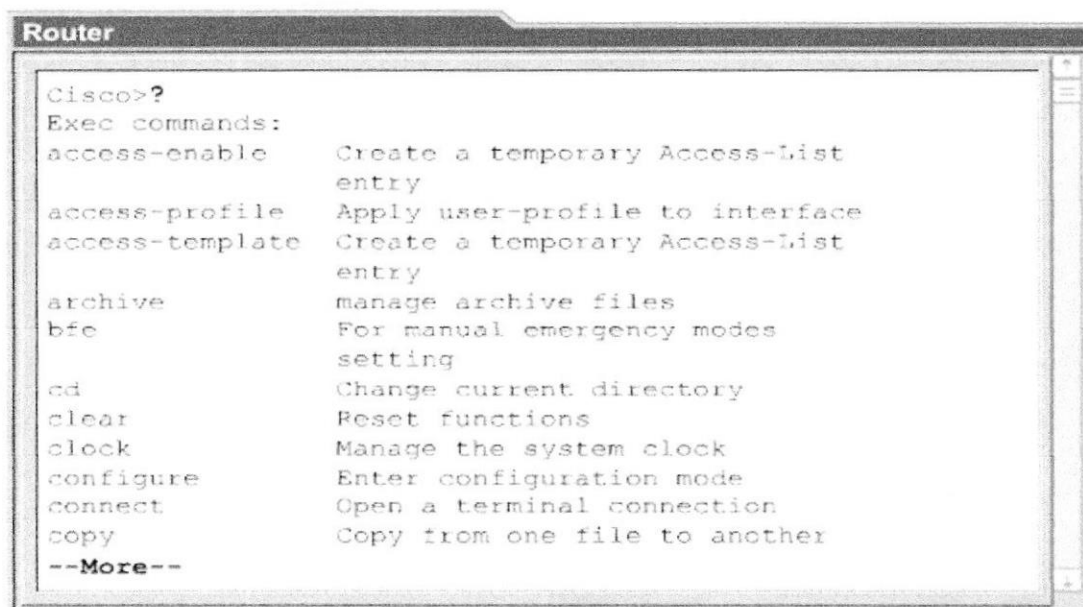 Router
Cisco>?
Exec commands:
access-enable Create a temporary Access-List
entry
access-profile Apply user-profile to interface
access-template Create a temporary Access-List
entry
archive manage archive files
bfe For manual emergency modes
setting
cd Change current directory
clear Reset functions
clock Manage the system clock
configure Enter configuration mode
connect Open a terminal connection
copy Copy from one file to another
--More--